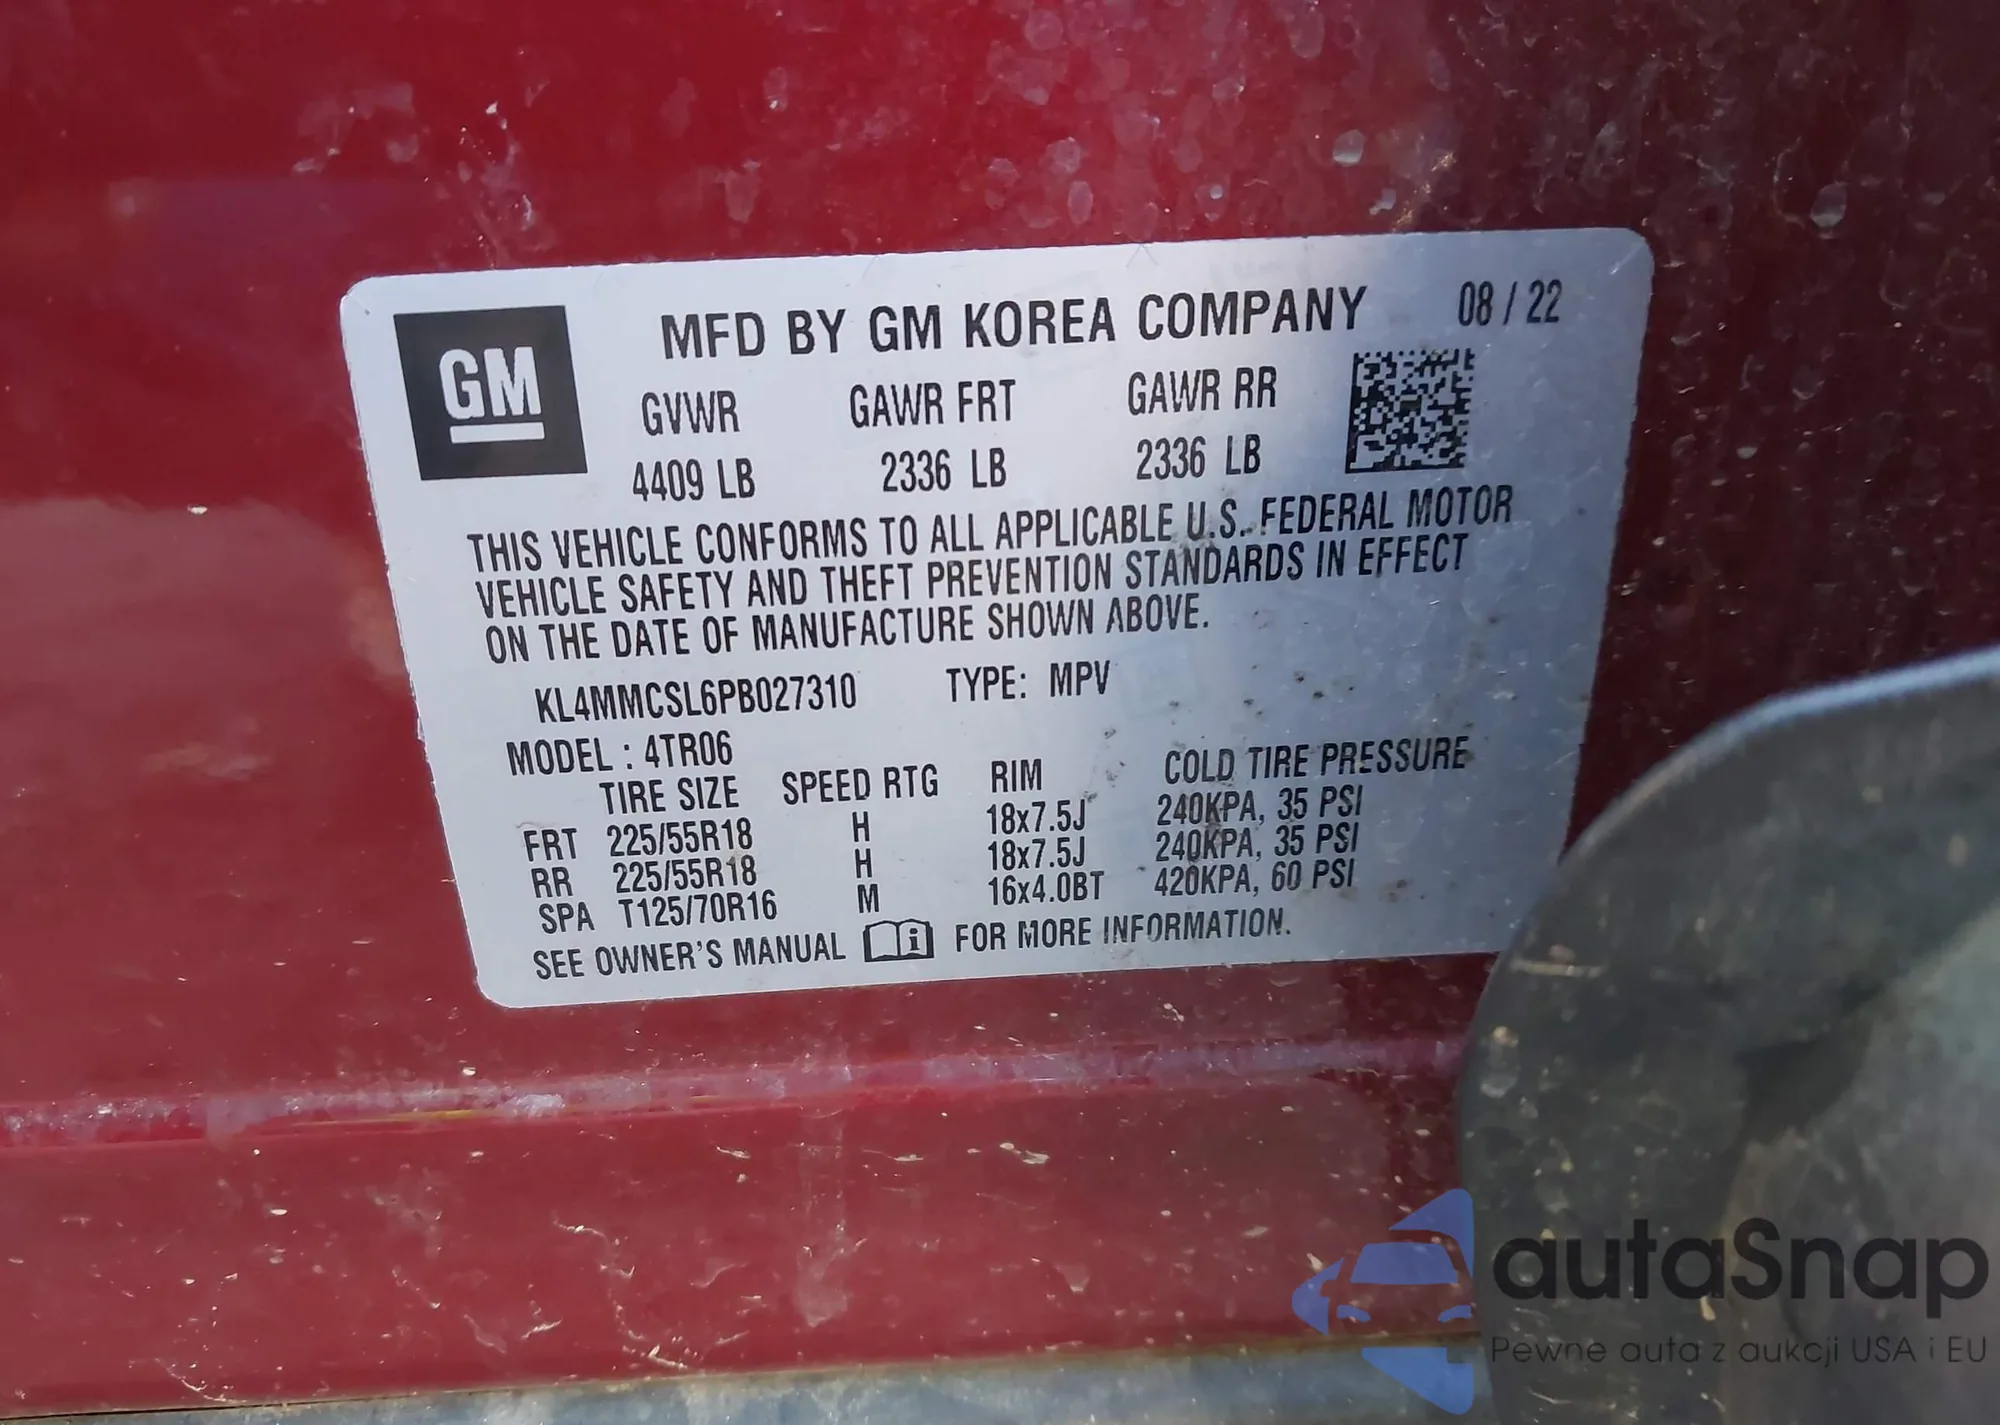 GM
MFD BY GM KOREA COMPANY 08 / 22
GVWR GAWR FRT GAWR RR
4409 LB 2336 LB 2336 LB
THIS VEHICLE CONFORMS TO ALL APPLICABLE U.S. FEDERAL MOTOR
VEHICLE SAFETY AND THEFT PREVENTION STANDARDS IN EFFECT
ON THE DATE OF MANUFACTURE SHOWN ABOVE.
KL4MMCSL6PB027310 TYPE: MPV
MODEL : 4TR06
TIRE SIZE SPEED RTG RIM COLD TIRE PRESSURE
FRT 225/55R18 H 18x7.5J 240KPA, 35 PSI
RR 225/55R18 H 18x7.5J 240KPA, 35 PSI
SPA T125/70R16 M 16x4.0BT 420KPA, 60 PSI
SEE OWNER'S MANUAL i FOR MORE INFORMATION.
autaSnap
Pewne auta z aukcji USA i EU